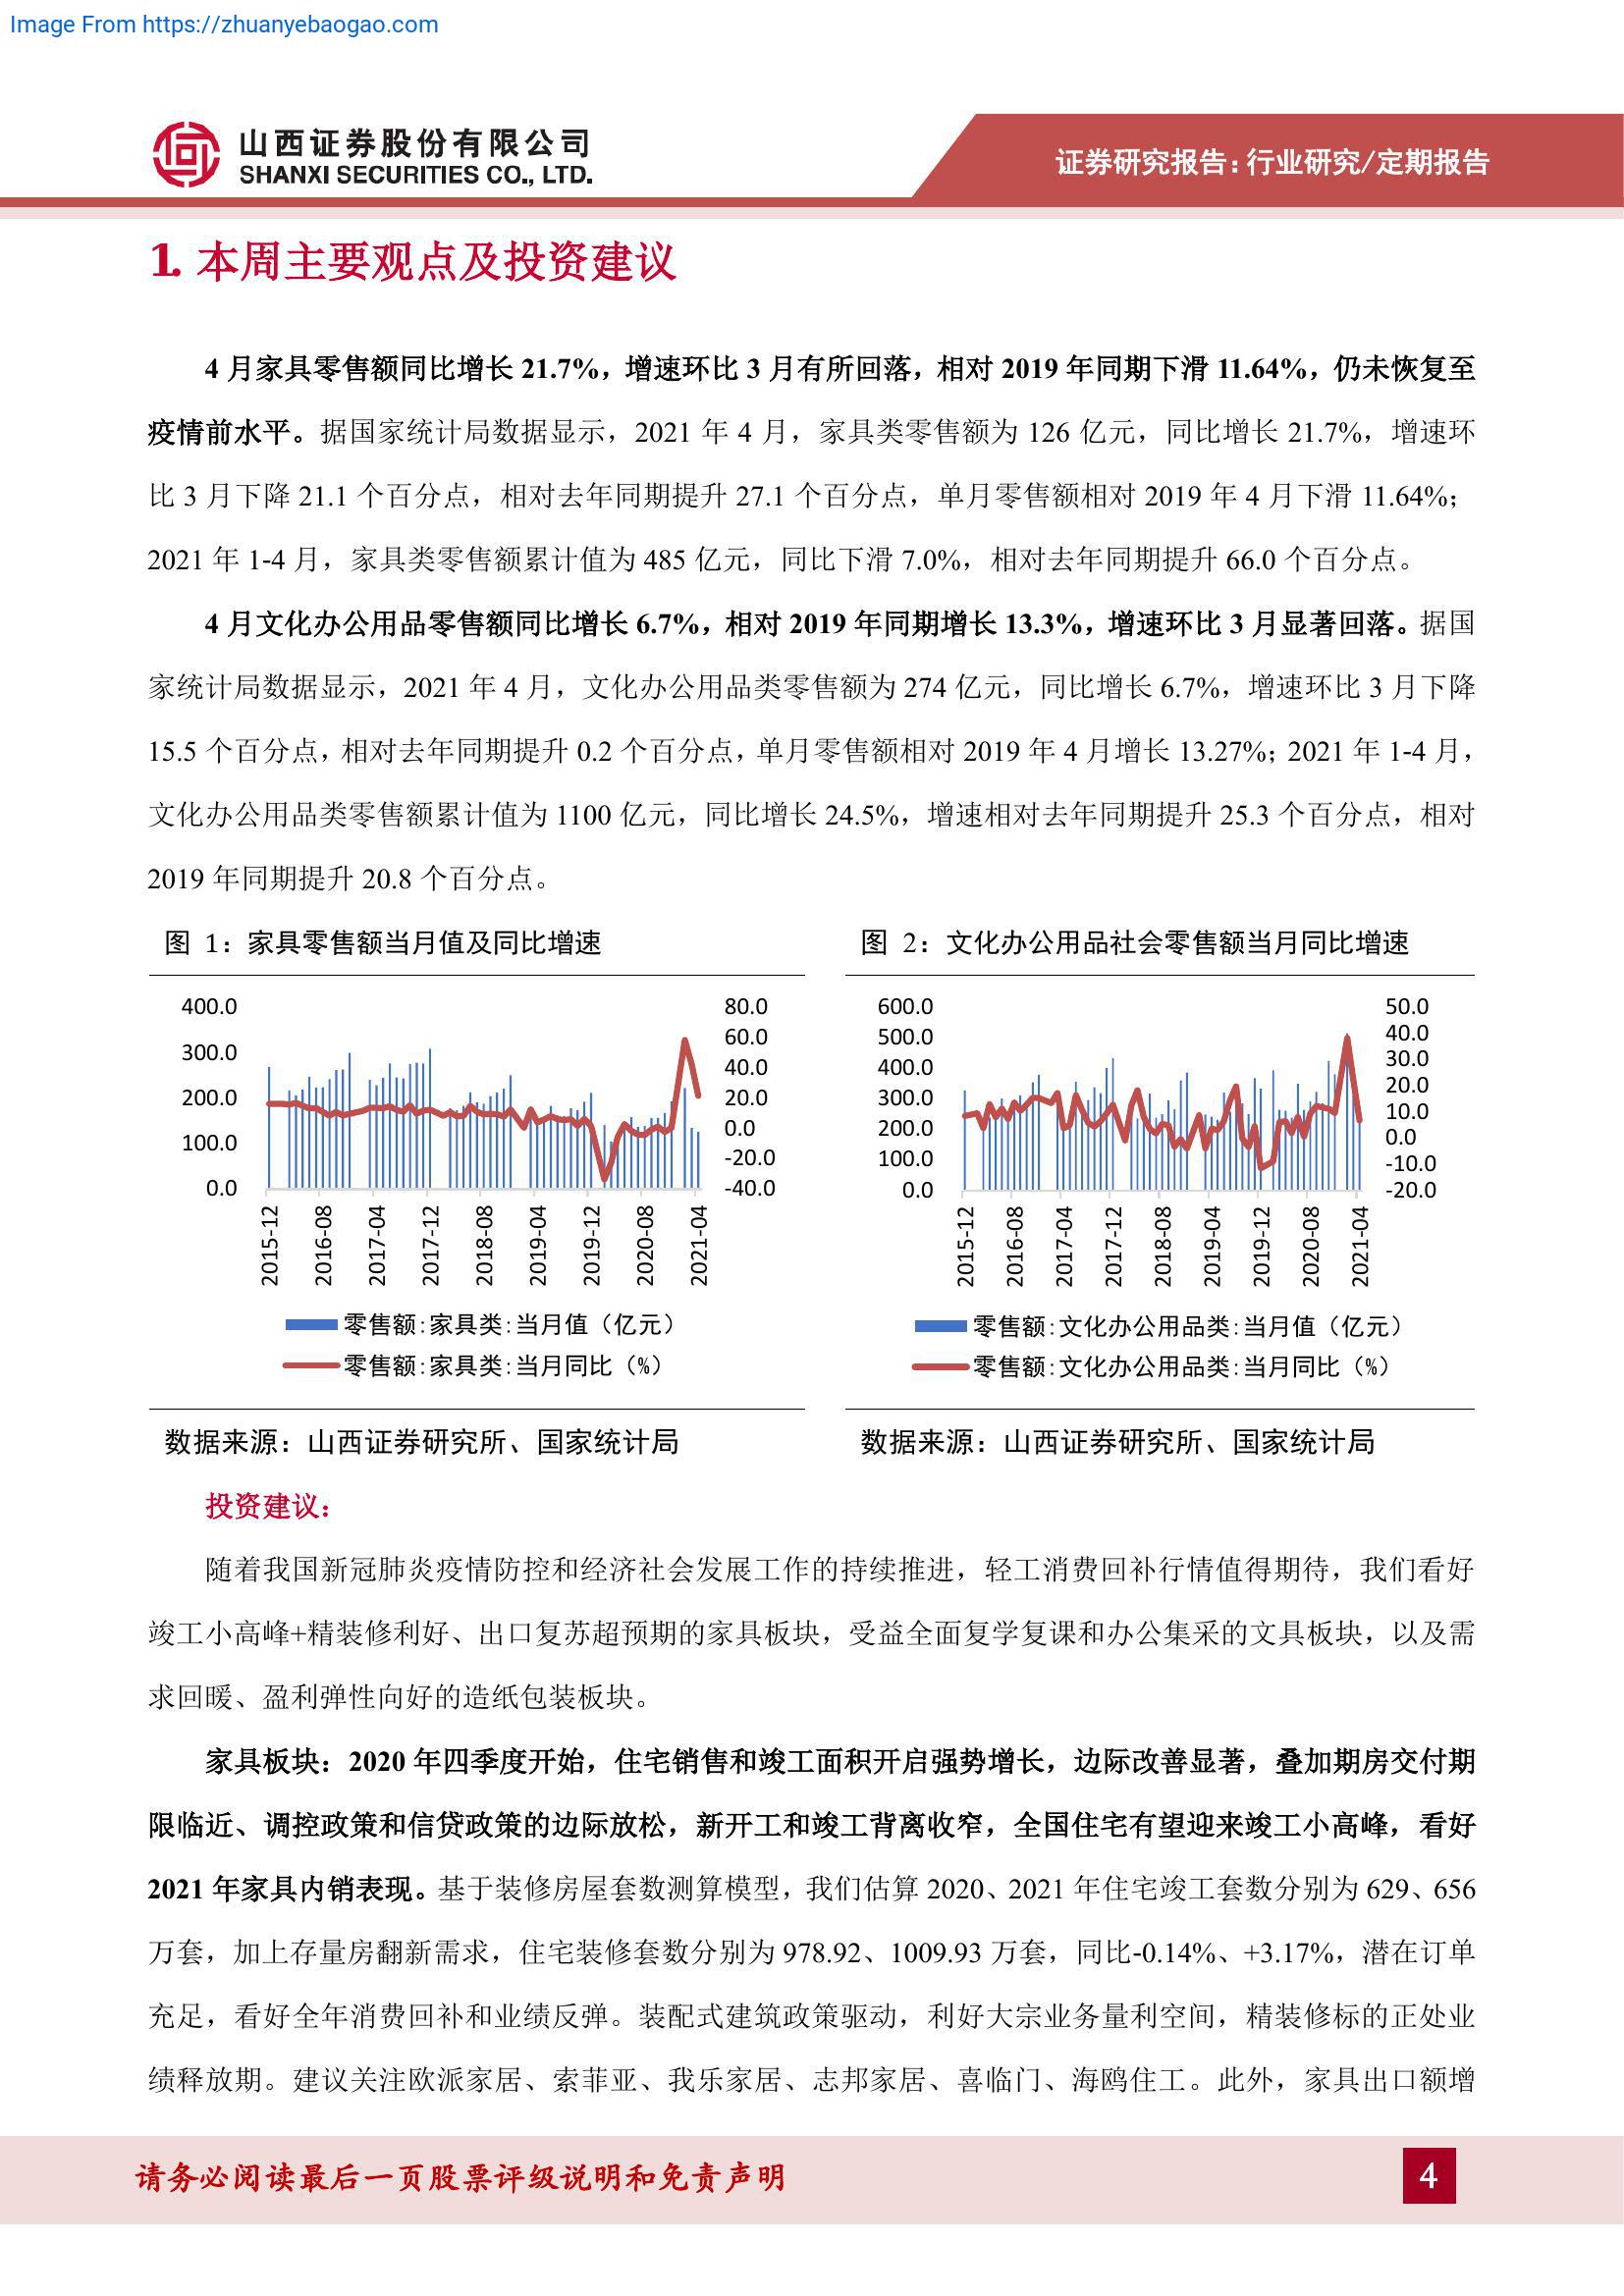 Image From https://zhuanyebaogao.com
山西证券股份有限公司
SHANXI SECURITIES CO., LTD.
证券研究报告:行业研究/定期报告
1. 本周主要观点及投资建议
4 月家具零售额同比增长 21.7%，增速环比 3 月有所回落，相对 2019 年同期下滑 11.64%，仍未恢复至
疫情前水平。据国家统计局数据显示，2021 年 4 月，家具类零售额为 126 亿元，同比增长 21.7%，增速环
比 3 月下降 21.1 个百分点，相对去年同期提升 27.1 个百分点，单月零售额相对 2019 年 4 月下滑 11.64%；
2021 年 1-4 月，家具类零售额累计值为 485 亿元，同比下滑 7.0%，相对去年同期提升 66.0 个百分点。
4 月文化办公用品零售额同比增长 6.7%，相对 2019 年同期增长 13.3%，增速环比 3 月显著回落。据国
家统计局数据显示，2021 年 4 月，文化办公用品类零售额为 274 亿元，同比增长 6.7%，增速环比 3 月下降
15.5 个百分点，相对去年同期提升 0.2 个百分点，单月零售额相对 2019 年 4 月增长 13.27%；2021 年 1-4 月，
文化办公用品类零售额累计值为 1100 亿元，同比增长 24.5%，增速相对去年同期提升 25.3 个百分点，相对
2019 年同期提升 20.8 个百分点。
图 1：家具零售额当月值及同比增速
400.0
300.0
200.0
100.0
0.0
80.0
60.0
40.0
20.0
0.0
-20.0
-40.0
2015-12
2016-08
2017-04
2017-12
2018-08
2019-04
2019-12
2020-08
2021-04
零售额:家具类:当月值（亿元）
零售额:家具类:当月同比（%）
数据来源：山西证券研究所、国家统计局
图 2：文化办公用品社会零售额当月同比增速
600.0
500.0
400.0
300.0
200.0
100.0
0.0
50.0
40.0
30.0
20.0
10.0
0.0
-10.0
-20.0
2015-12
2016-08
2017-04
2017-12
2018-08
2019-04
2019-12
2020-08
2021-04
零售额:文化办公用品类:当月值（亿元）
零售额:文化办公用品类:当月同比（%）
数据来源：山西证券研究所、国家统计局
投资建议：
随着我国新冠肺炎疫情防控和经济社会发展工作的持续推进，轻工消费回补行情值得期待，我们看好
竣工小高峰+精装修利好、出口复苏超预期的家具板块，受益全面复学复课和办公集采的文具板块，以及需
求回暖、盈利弹性向好的造纸包装板块。
家具板块：2020 年四季度开始，住宅销售和竣工面积开启强势增长，边际改善显著，叠加期房交付期
限临近、调控政策和信贷政策的边际放松，新开工和竣工背离收窄，全国住宅有望迎来竣工小高峰，看好
2021 年家具内销表现。基于装修房屋套数测算模型，我们估算 2020、2021 年住宅竣工套数分别为 629、656
万套，加上存量房翻新需求，住宅装修套数分别为 978.92、1009.93 万套，同比-0.14%、+3.17%，潜在订单
充足，看好全年消费回补和业绩反弹。装配式建筑政策驱动，利好大宗业务量利空间，精装修标的正处业
绩释放期。建议关注欧派家居、索菲亚、我乐家居、志邦家居、喜临门、海鸥住工。此外，家具出口额增
请务必阅读最后一页股票评级说明和免责声明
4